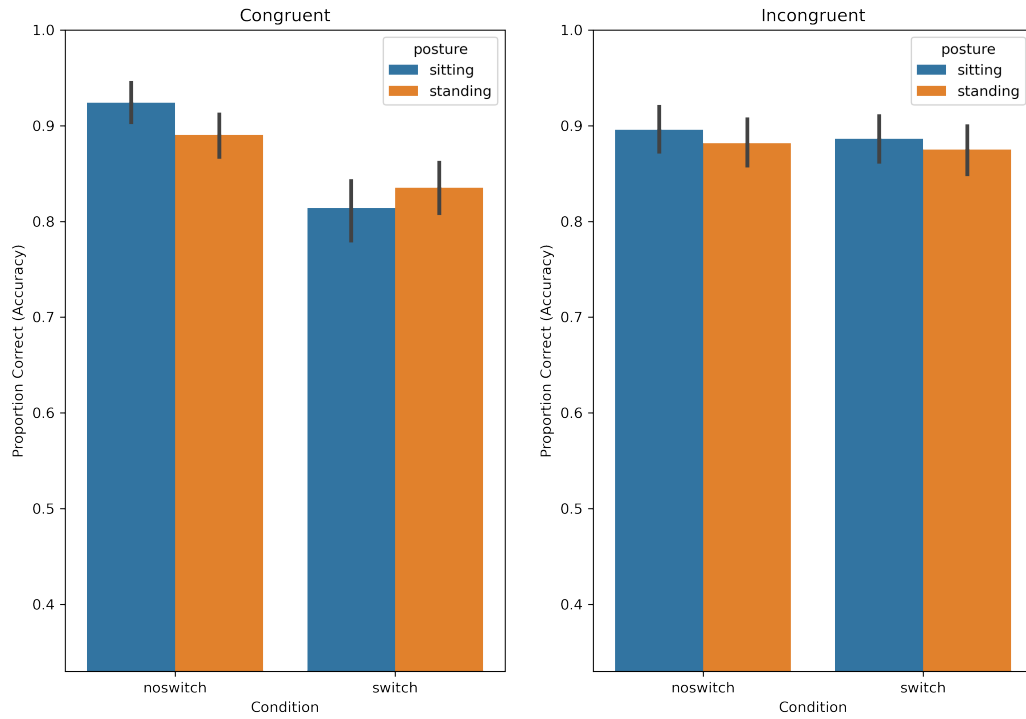 Congruent
1.0
0.9
0.8
0.7
0.6
0.5
0.4
Proportion Correct (Accuracy)
posture
sitting
standing
noswitch
switch
Condition
Incongruent
1.0
0.9
0.8
0.7
0.6
0.5
0.4
Proportion Correct (Accuracy)
posture
sitting
standing
noswitch
switch
Condition